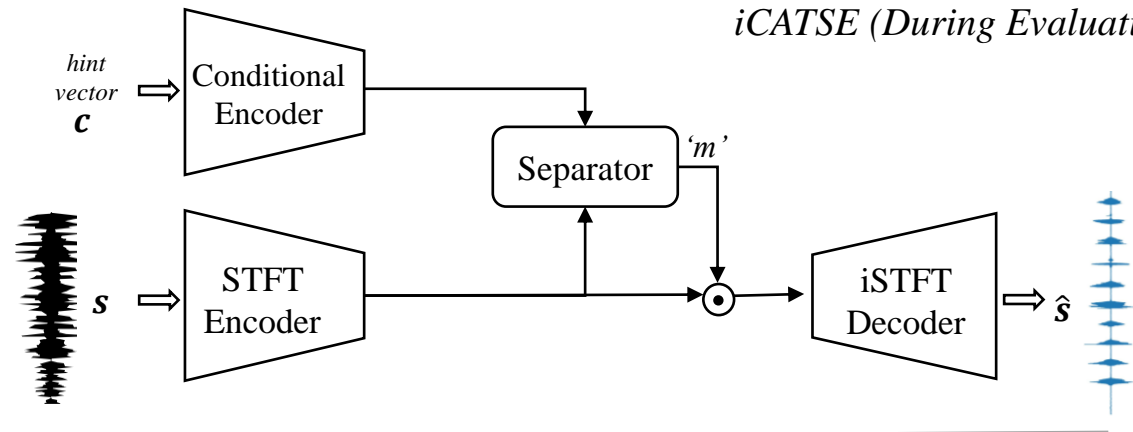 iCATSE (During Evaluati
hint
vector
c
Conditional
Encoder
Separator
‘m’
s
STFT
Encoder
iSTFT
Decoder
ŝ